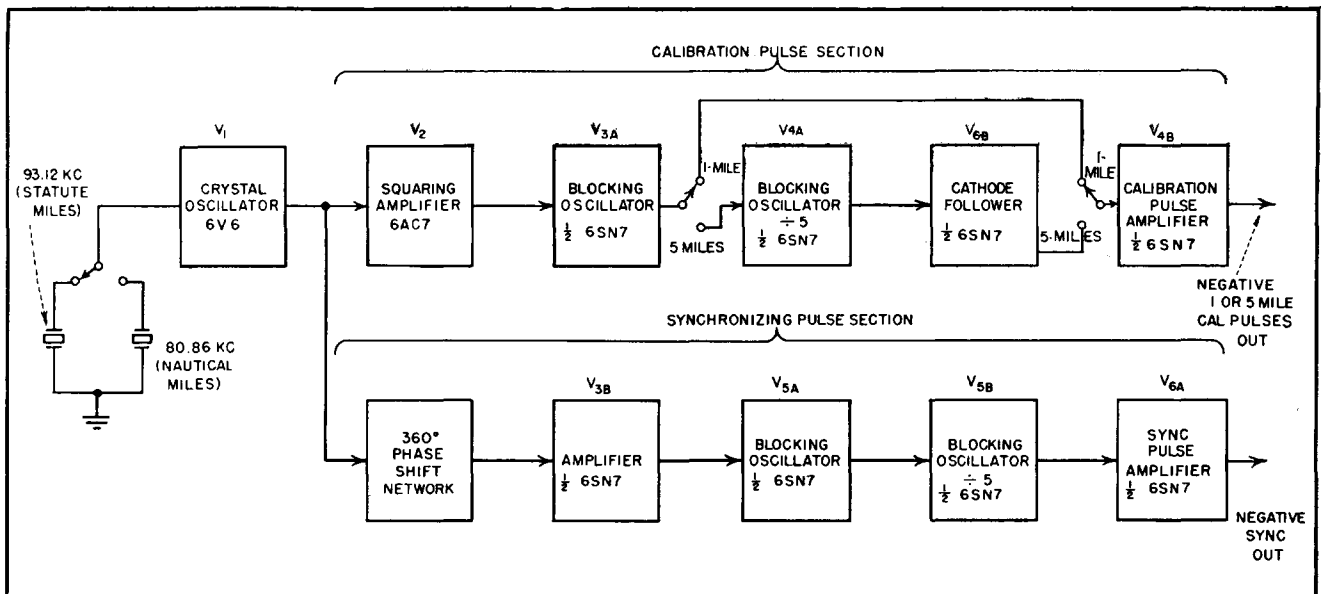 CALIBRATION PULSE SECTION
V1
V2
V3A
V4A
V6B
V4B
93.12 KC
(STATUTE
MILES)
CRYSTAL
OSCILLATOR
6V6
SQUARING
AMPLIFIER
6AC7
BLOCKING
OSCILLATOR
1/2 6SN7
1-MILE
5 MILES
BLOCKING
OSCILLATOR
÷ 5
1/2 6SN7
CATHODE
FOLLOWER
1/2 6SN7
1-
MILE
5-MILES
CALIBRATION
PULSE
AMPLIFIER
1/2 6SN7
NEGATIVE
1 OR 5 MILE
CAL PULSES
OUT
80.86 KC
(NAUTICAL
MILES)
SYNCHRONIZING PULSE SECTION
V3B
V5A
V5B
V6A
360°
PHASE
SHIFT
NETWORK
AMPLIFIER
1/2 6SN7
BLOCKING
OSCILLATOR
1/2 6SN7
BLOCKING
OSCILLATOR
÷ 5
1/2 6SN7
SYNC
PULSE
AMPLIFIER
1/2 6SN7
NEGATIVE
SYNC
OUT